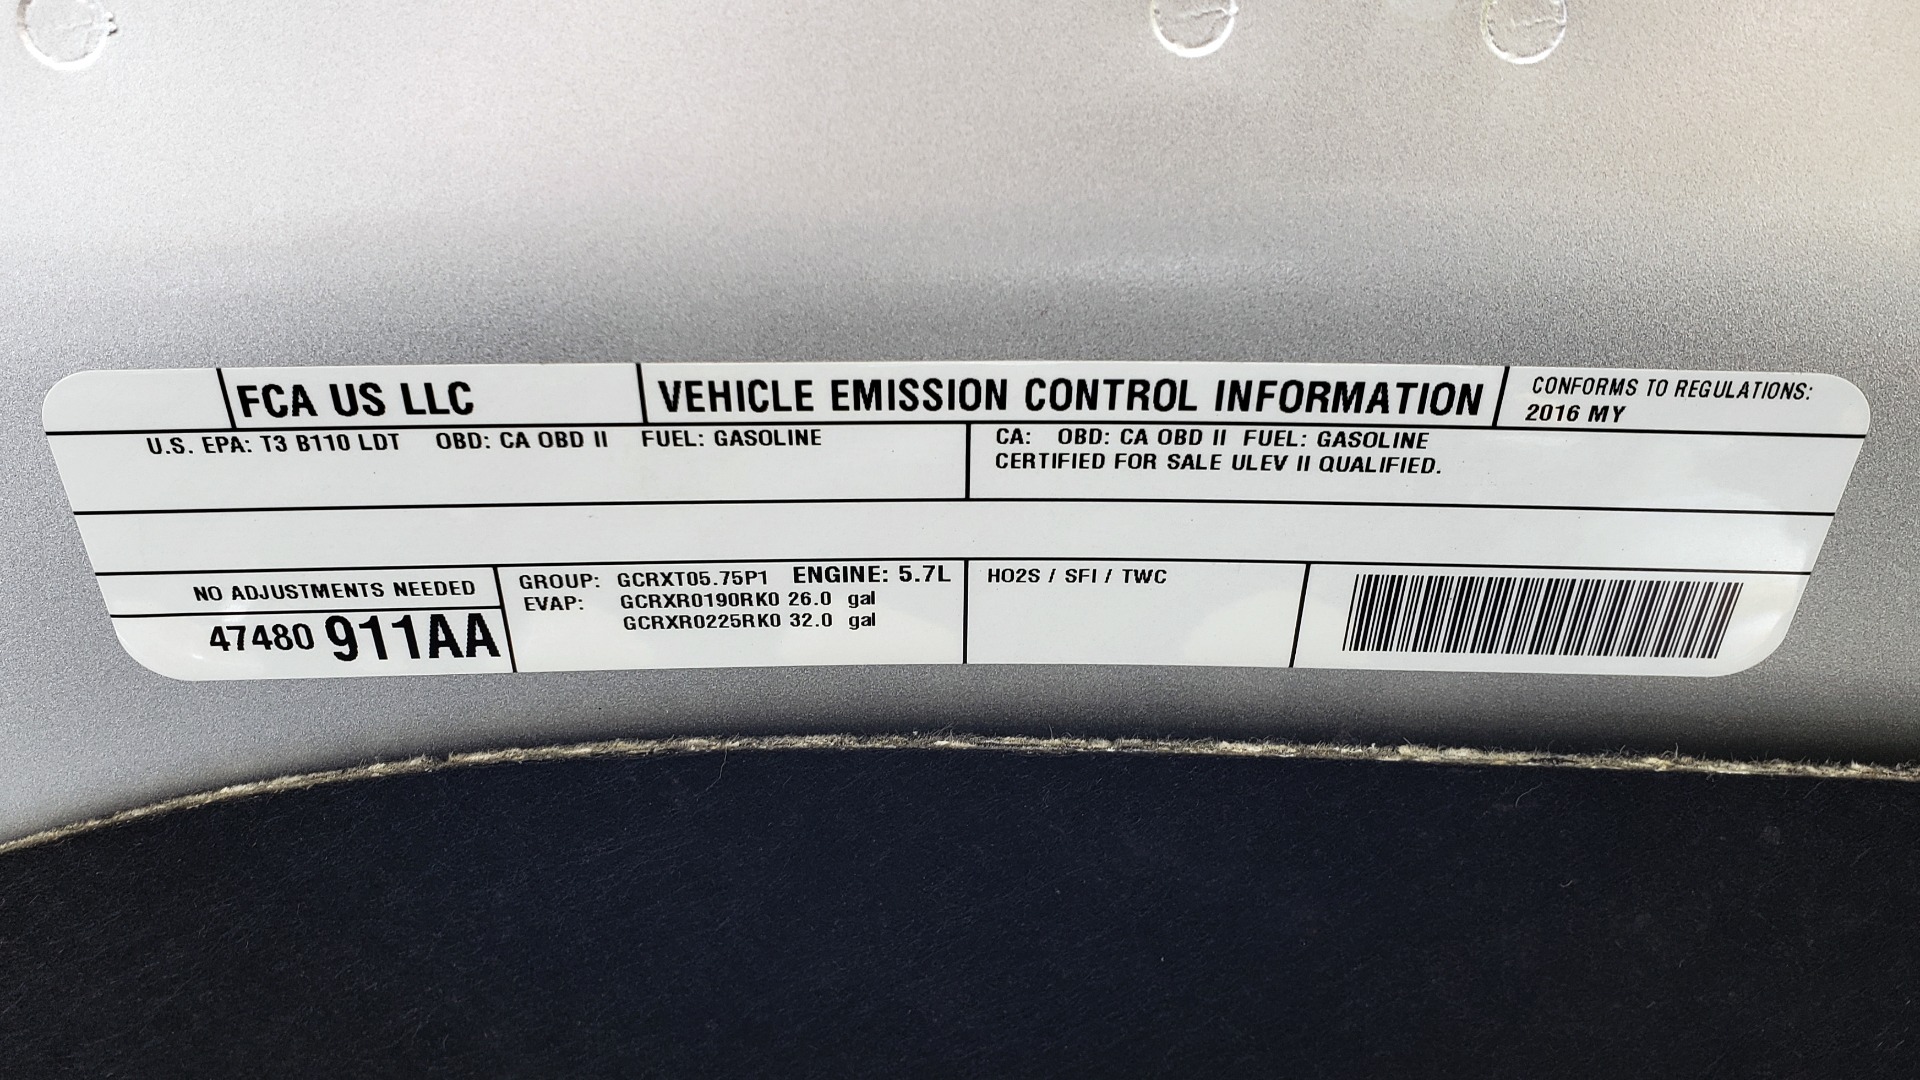 FCA US LLC
VEHICLE EMISSION CONTROL INFORMATION
CONFORMS TO REGULATIONS:
2016 MY
U.S. EPA: T3 B110 LDT OBD: CA OBD II FUEL: GASOLINE
CA: OBD: CA OBD II FUEL: GASOLINE
CERTIFIED FOR SALE ULEV II QUALIFIED.
NO ADJUSTMENTS NEEDED
47480 911AA
GROUP: GCRXT05.75P1 ENGINE: 5.7L
EVAP: GCRXR0190RK0 26.0 gal
GCRXR0225RK0 32.0 gal
HO2S / SFI / TWC